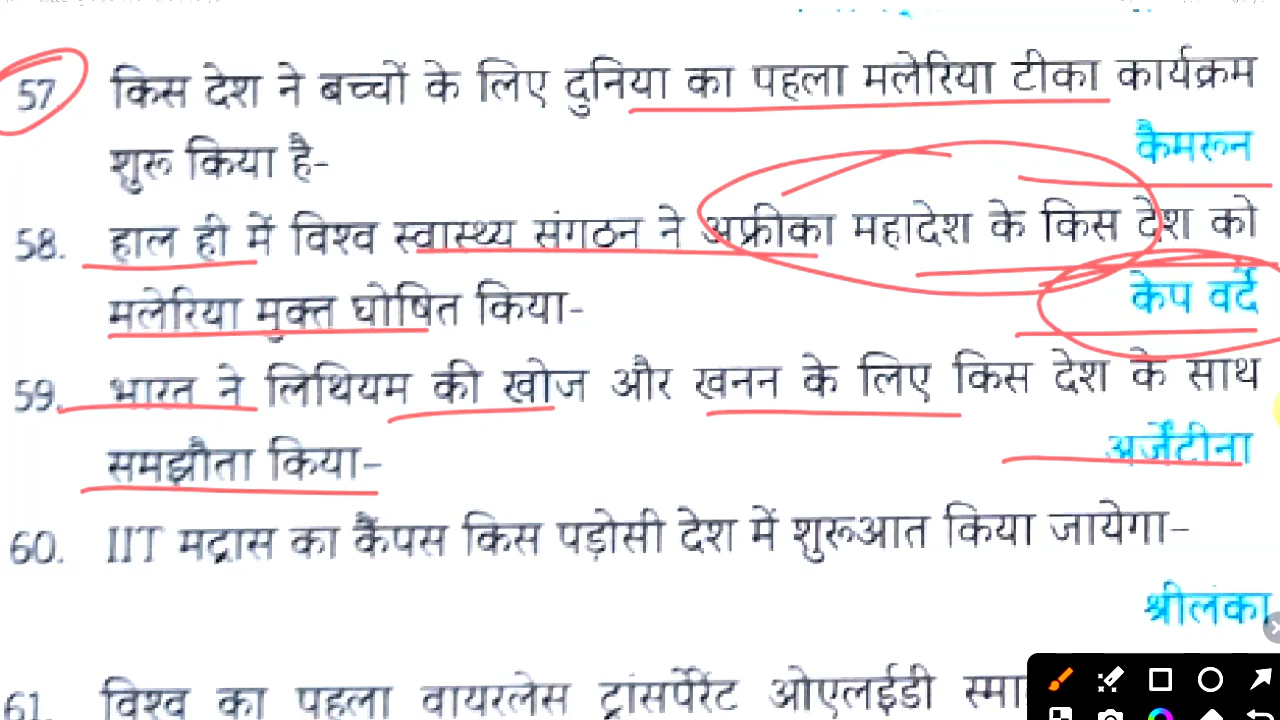 57 किस देश ने बच्चों के लिए दुनिया का पहला मलेरिया टीका कार्यक्रम
शुरू किया है-
कैमरून
58. हाल ही में विश्व स्वास्थ्य संगठन ने अफ्रीका महादेश के किस देश को
मलेरिया मुक्त घोषित किया-
केप वर्दे
59. भारत ने लिथियम की खोज और खनन के लिए किस देश के साथ
समझौता किया-
अर्जेंटीना
60. IIT मद्रास का कैंपस किस पड़ोसी देश में शुरूआत किया जायेगा-
श्रीलंका
61. विश्व का पहला वायरलेस ट्रांसपेरेंट ओएलईडी